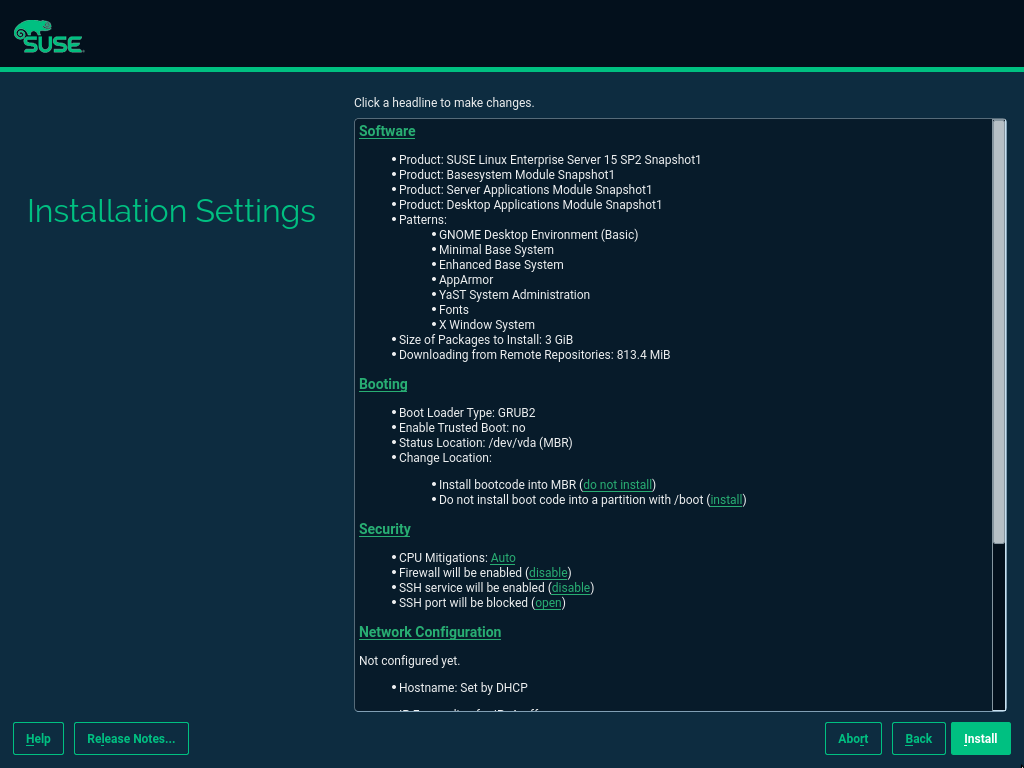 SUSE
Click a headline to make changes.
Installation Settings
Software
• Product: SUSE Linux Enterprise Server 15 SP2 Snapshot1
• Product: Basesystem Module Snapshot1
• Product: Server Applications Module Snapshot1
• Product: Desktop Applications Module Snapshot1
• Patterns:
• GNOME Desktop Environment (Basic)
• Minimal Base System
• Enhanced Base System
• AppArmor
• YaST System Administration
• Fonts
• X Window System
• Size of Packages to Install: 3 GiB
• Downloading from Remote Repositories: 813.4 MiB
Booting
• Boot Loader Type: GRUB2
• Enable Trusted Boot: no
• Status Location: /dev/vda (MBR)
• Change Location:
• Install bootcode into MBR (do not install)
• Do not install boot code into a partition with /boot (install)
Security
• CPU Mitigations: Auto
• Firewall will be enabled (disable)
• SSH service will be enabled (disable)
• SSH port will be blocked (open)
Network Configuration
Not configured yet.
• Hostname: Set by DHCP
Help
Release Notes...
Abort
Back
Install